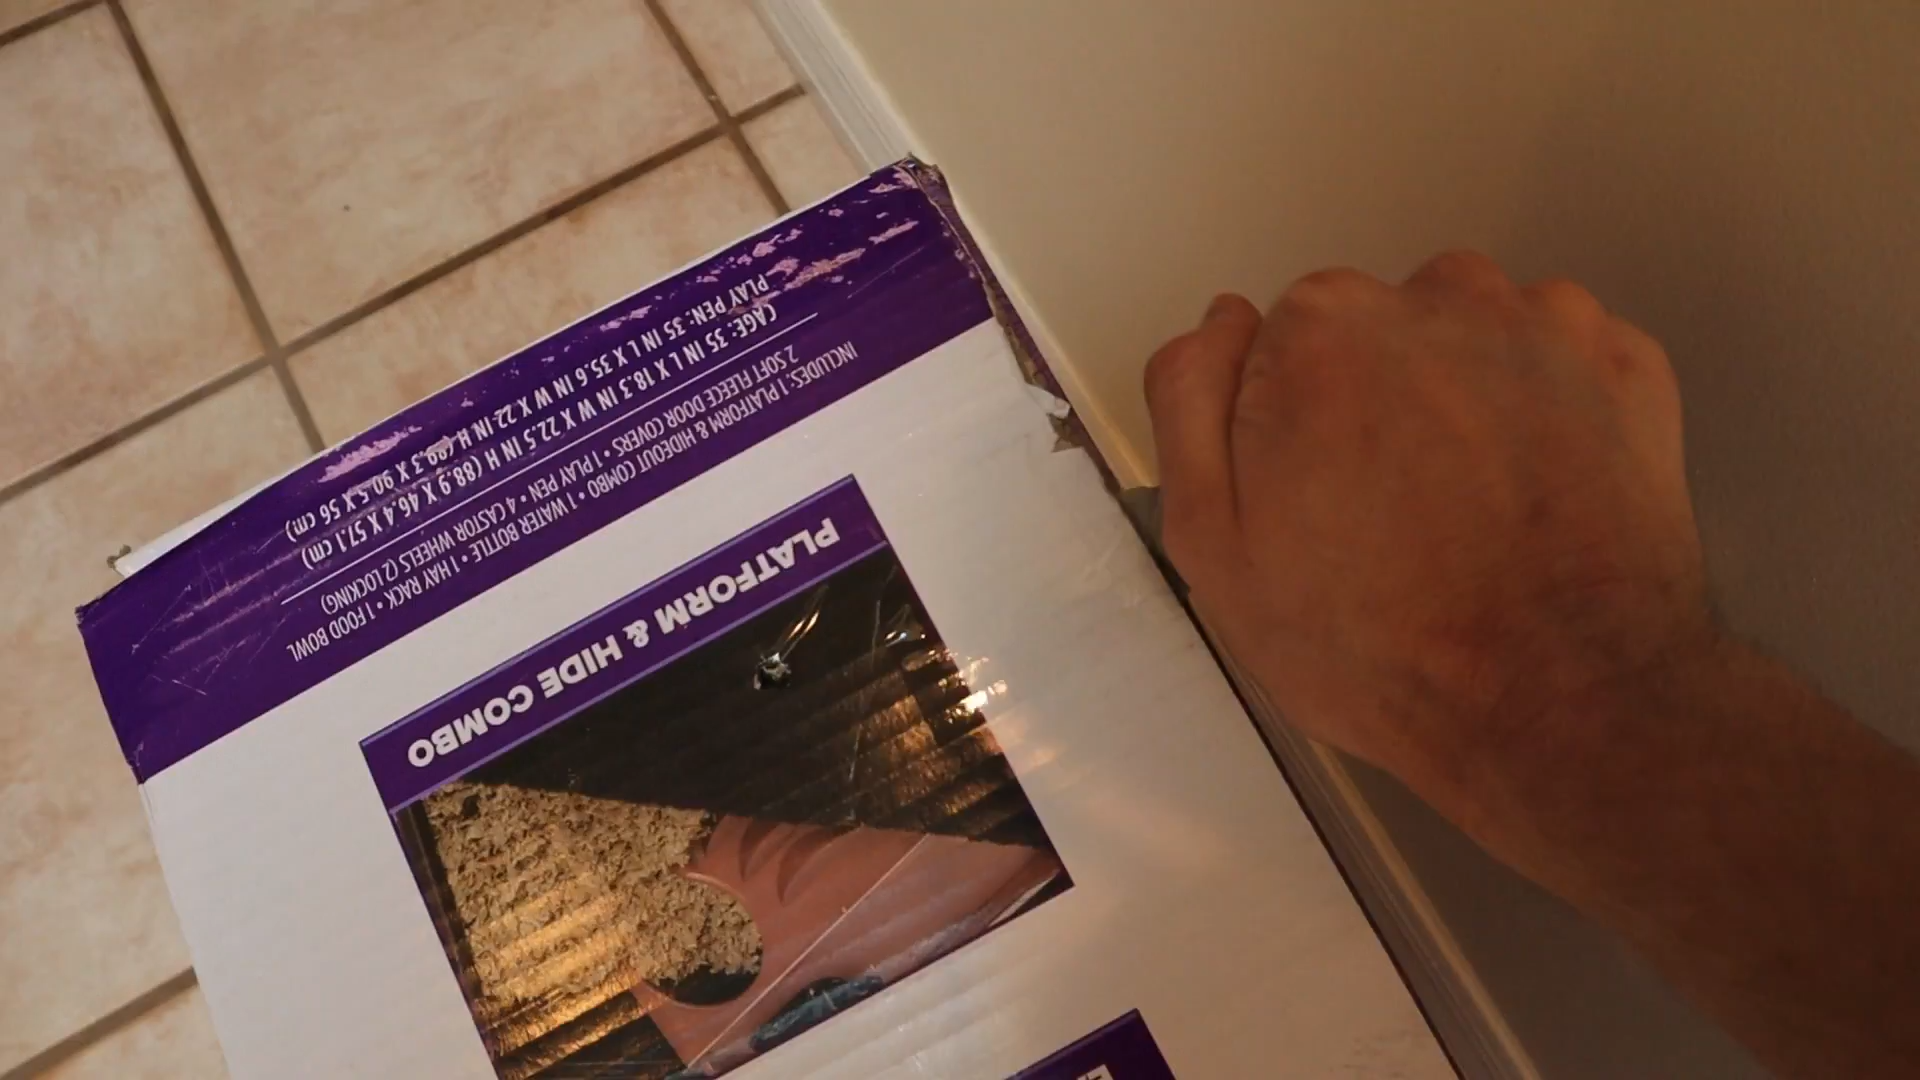 PLATFORM & HIDE COMBO
INCLUDES: 1 PLATFORM & HIDEOUT COMBO • 1 WATER BOTTLE • 1 HAY RACK • 1 FOOD BOWL
2 SOFT FLEECE DOOR COVERS • 1 PLAY PEN • 4 CASTOR WHEELS (2 LOCKING)
CAGE: 35 IN L X 18.3 IN W X 22.5 IN H (88.9 X 46.4 X 57.1 cm)
PLAY PEN: 35 IN L X 35.6 IN W X 22 IN H (89.3 X 90.5 X 56 cm)